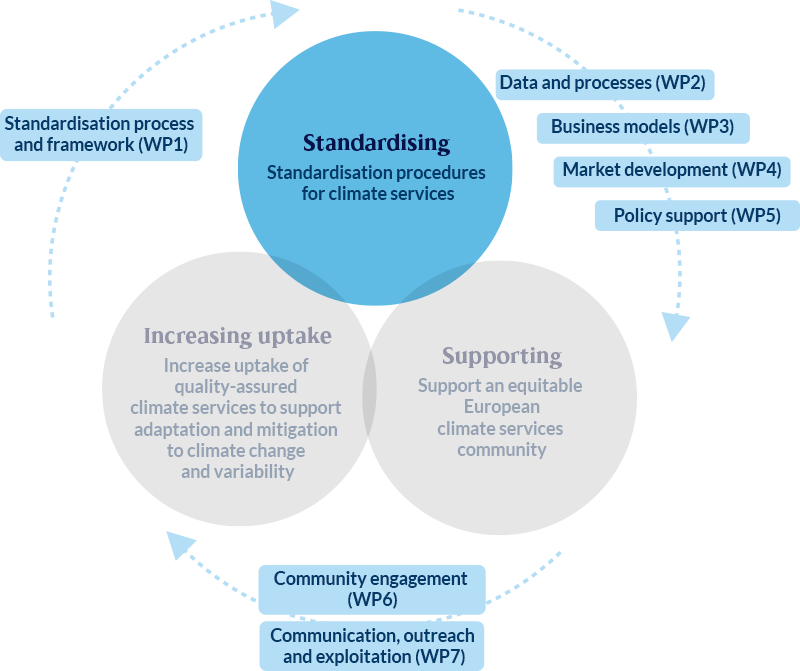 Standardisation process
and framework (WP1)
Standardising
Standardisation procedures
for climate services
Data and processes (WP2)
Business models (WP3)
Market development (WP4)
Policy support (WP5)
Increasing uptake
Increase uptake of
quality-assured
climate services to support
adaptation and mitigation
to climate change
and variability
Supporting
Support an equitable
European
climate services
community
Community engagement
(WP6)
Communication, outreach
and exploitation (WP7)